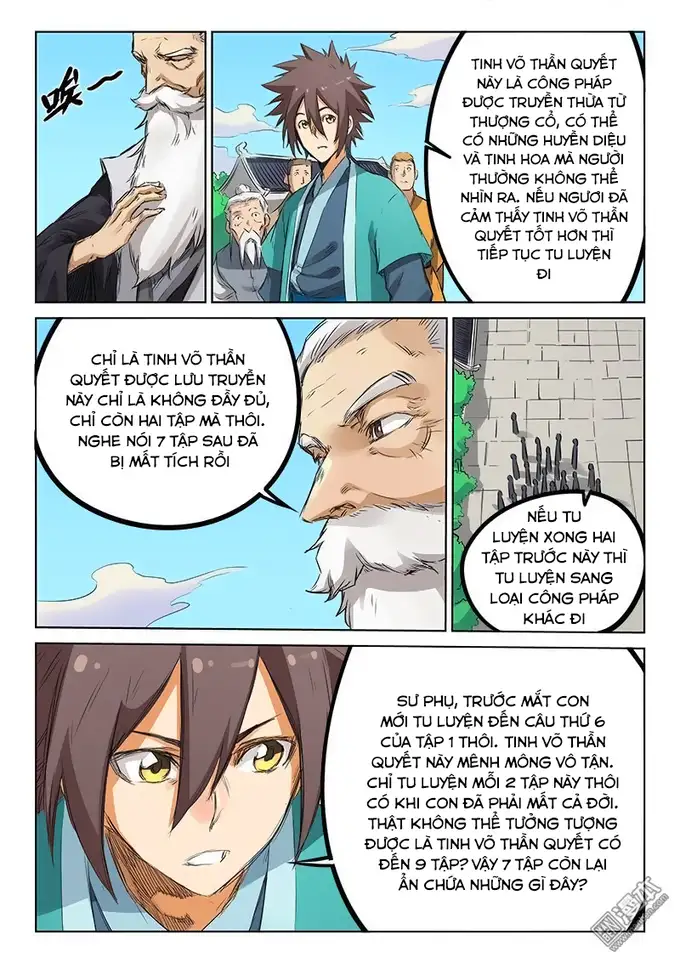 唉～
TINH VÕ THẦN QUYẾT
NÀY LÀ CÔNG PHÁP
ĐƯỢC TRUYỀN THỪA TỪ
THƯỢNG CỔ, CÓ THỂ
CÓ NHỮNG HUYỀN DIỆU
VÀ TINH HOA MÀ NGƯỜI
THƯỜNG KHÔNG THỂ
NHÌN RA. NẾU NGƯƠI ĐÃ
CẢM THẤY TINH VÕ THẦN
QUYẾT TỐT HƠN THÌ
TIẾP TỤC TU LUYỆN
ĐI
CHỈ LÀ TINH VÕ THẦN
QUYẾT ĐƯỢC LƯU TRUYỀN
NÀY CHỈ LÀ KHÔNG ĐẦY ĐỦ,
CHỈ CÒN HAI TẬP MÀ THÔI.
NGHE NÓI 7 TẬP SAU ĐÃ
BỊ MẤT TÍCH RỒI
NẾU TU
LUYỆN XONG HAI
TẬP TRƯỚC NÀY THÌ
TU LUYỆN SANG
LOẠI CÔNG PHÁP
KHÁC ĐI
SƯ PHỤ, TRƯỚC MẮT CON
MỚI TU LUYỆN ĐẾN CÂU THỨ 6
CỦA TẬP 1 THÔI. TINH VÕ THẦN
QUYẾT NÀY MÊNH MÔNG VÔ TẬN.
CHỈ TU LUYỆN MỖI 2 TẬP NÀY THÔI
CÓ KHI CON ĐÃ PHẢI MẤT CẢ ĐỜI.
THẬT KHÔNG THỂ TƯỞNG TƯỢNG
ĐƯỢC LÀ TINH VÕ THẦN QUYẾT CÓ
ĐẾN 9 TẬP? VẬY 7 TẬP CÒN LẠI
ẨN CHỨA NHỮNG GÌ ĐÂY?